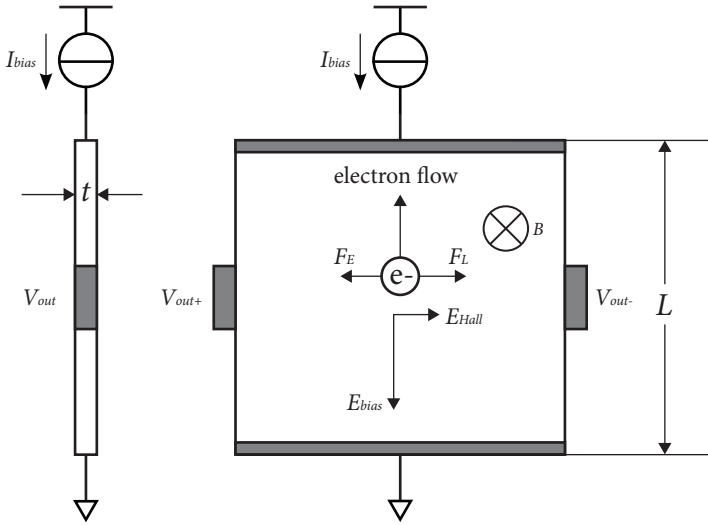 Ibias
Ibias
electron flow
t
B
FE
FL
e-
Vout
Vout+
EHall
Vout-
L
Ebias